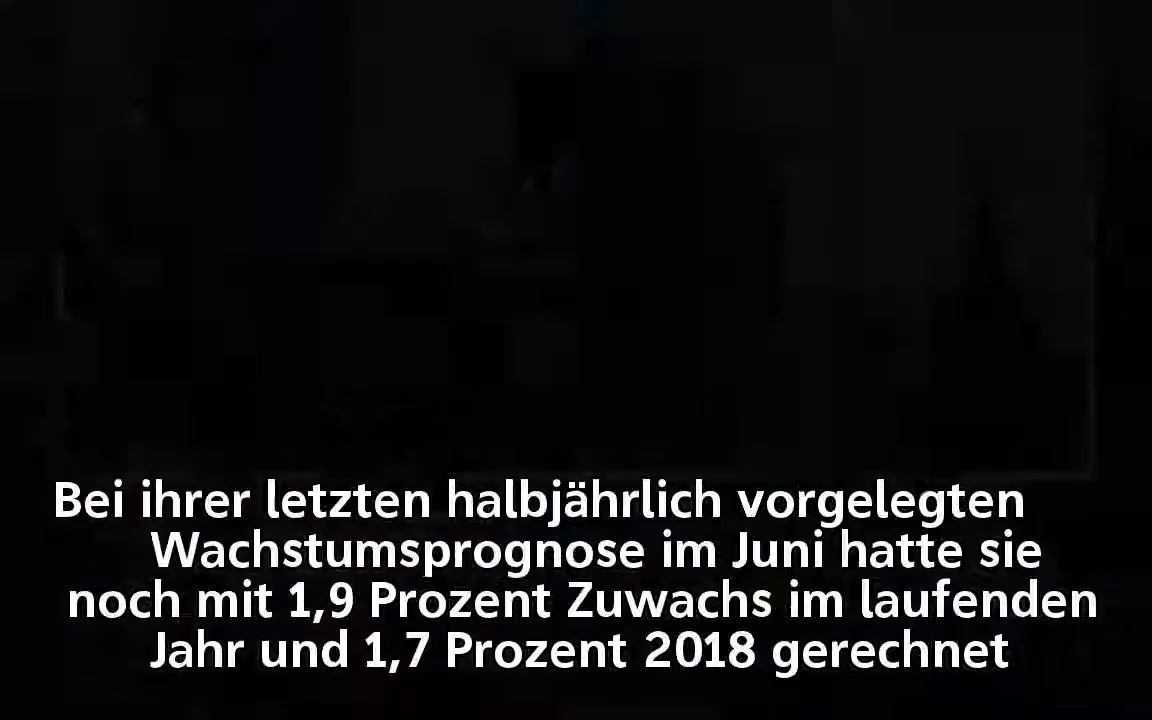 Bei ihrer letzten halbjährlich vorgelegten
Wachstumsprognose im Juni hatte sie
noch mit 1,9 Prozent Zuwachs im laufenden
Jahr und 1,7 Prozent 2018 gerechnet